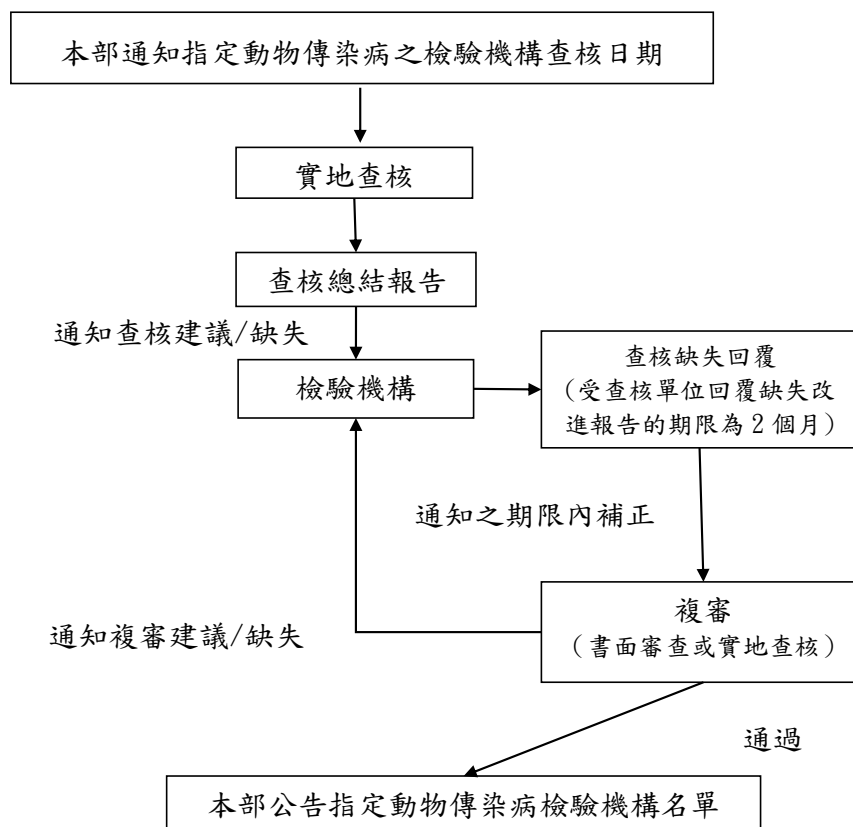 本部通知指定動物傳染病之檢驗機構查核日期
實地查核
查核總結報告
通知查核建議/缺失
檢驗機構
查核缺失回覆
（受查核單位回覆缺失改
進報告的期限為 2 個月）
通知之期限內補正
複審
（書面審查或實地查核）
通知複審建議/缺失
通過
本部公告指定動物傳染病檢驗機構名單